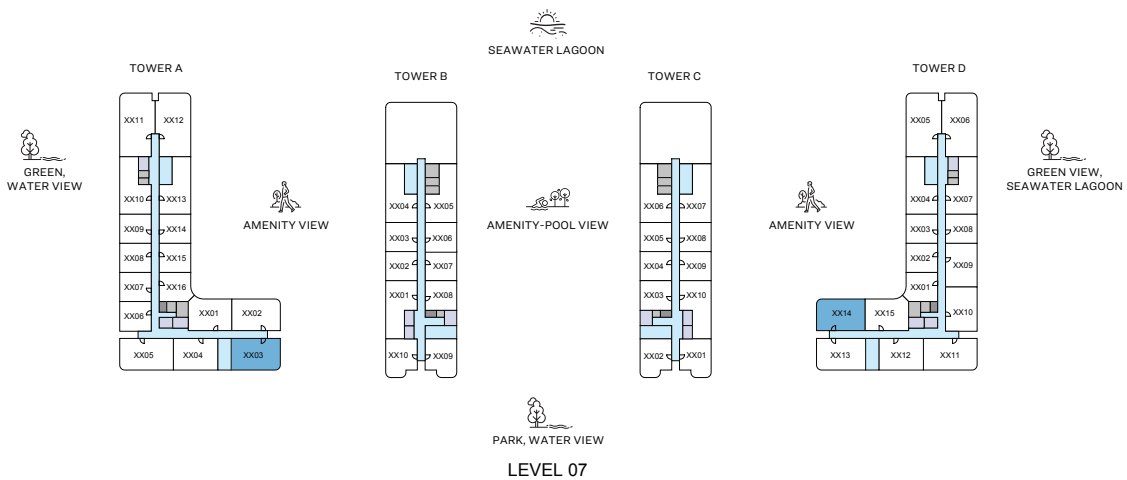 SEAWATER LAGOON
TOWER A
TOWER B
TOWER C
TOWER D
GREEN,
WATER VIEW
AMENITY VIEW
AMENITY-POOL VIEW
AMENITY VIEW
GREEN VIEW,
SEAWATER LAGOON
XX11 XX12
XX10 XX13
XX09 XX14
XX08 XX15
XX07 XX16
XX06 XX01 XX02
XX05 XX04 XX03
XX04 XX05
XX03 XX06
XX02 XX07
XX01 XX08
XX10 XX09
XX06 XX07
XX05 XX08
XX04 XX09
XX03 XX10
XX02 XX01
XX05 XX06
XX04 XX07
XX03 XX08
XX02 XX09
XX01
XX14 XX15 XX10
XX13 XX12 XX11
PARK, WATER VIEW
LEVEL 07